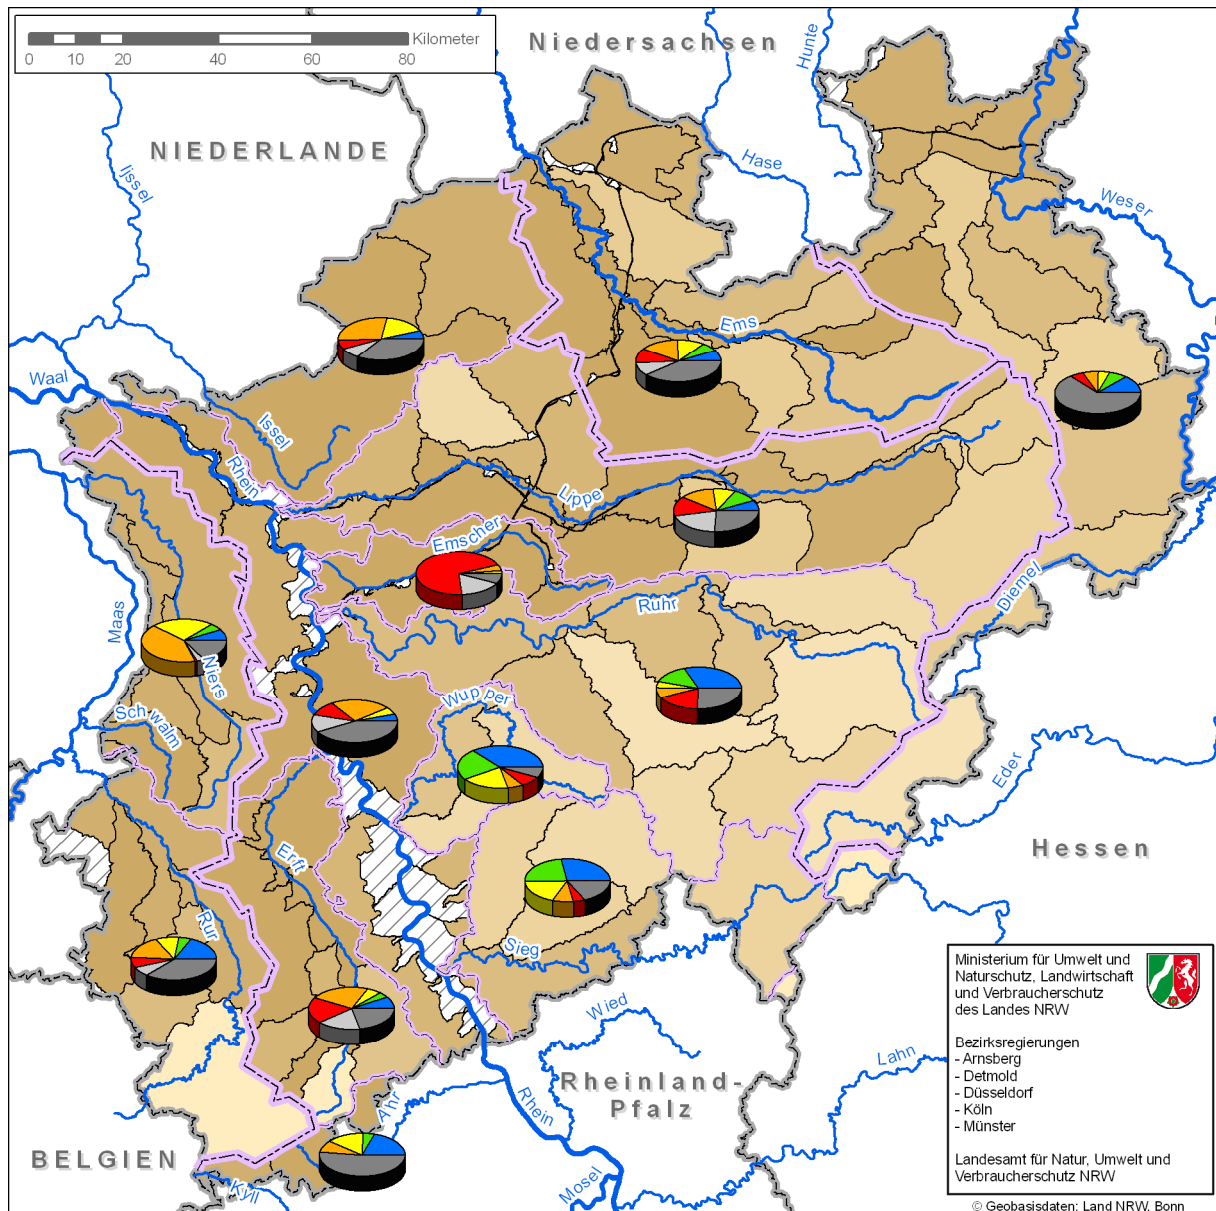 Kilometer
0 10 20 40 60 80
Niedersachsen
Hunte
NIEDERLANDE
Ijssel
Hase
Weser
Ems
Waal
Issel
Rhein
Lippe
Emscher
Ruhr
Diemel
Maas
Niers
Schwalm
Wupper
Eder
Hessen
Erft
Rur
Sieg
Wied
Lahn
Rheinland-
Pfalz
Ahr
Rhein
BELGIEN
Kyll
Mosel
Ministerium für Umwelt und
Naturschutz, Landwirtschaft
und Verbraucherschutz
des Landes NRW
Bezirksregierungen
- Arnsberg
- Detmold
- Düsseldorf
- Köln
- Münster
Landesamt für Natur, Umwelt und
Verbraucherschutz NRW
© Geobasisdaten: Land NRW, Bonn